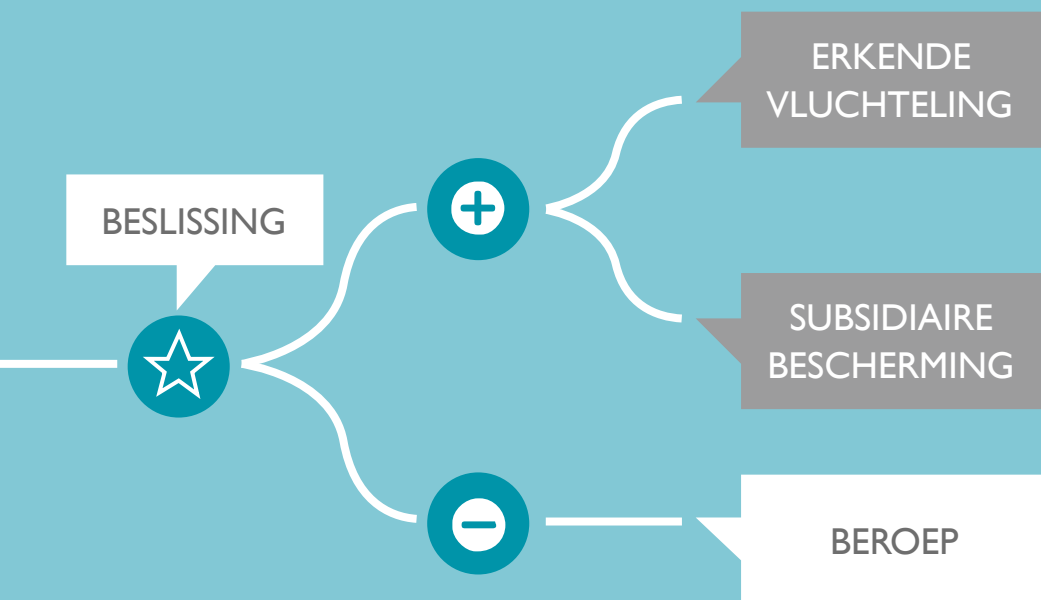 BESLISSING
ERKENDE
VLUCHTELING
SUBSIDIAIRE
BESCHERMING
BEROEP